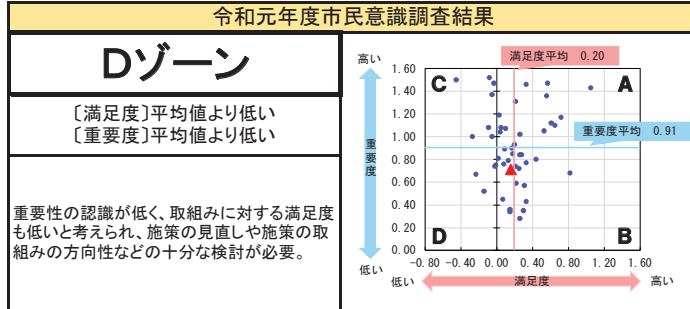 令和元年度市民意識調査結果
Dゾーン
〔満足度〕平均値より低い
〔重要度〕平均値より低い
重要性の認識が低く、取組みに対する満足度
も低いと考えられ、施策の見直しや施策の取
組みの方向性などの十分な検討が必要。
満足度平均 0.20
高い
1.60
C
A
1.40
1.20
重要度平均 0.91
1.00
重要度
0.80
0.60
0.40
0.20
D
B
0.00
-0.80 -0.40 0.00 0.40 0.80 1.20 1.60
低い
低い
満足度
高い